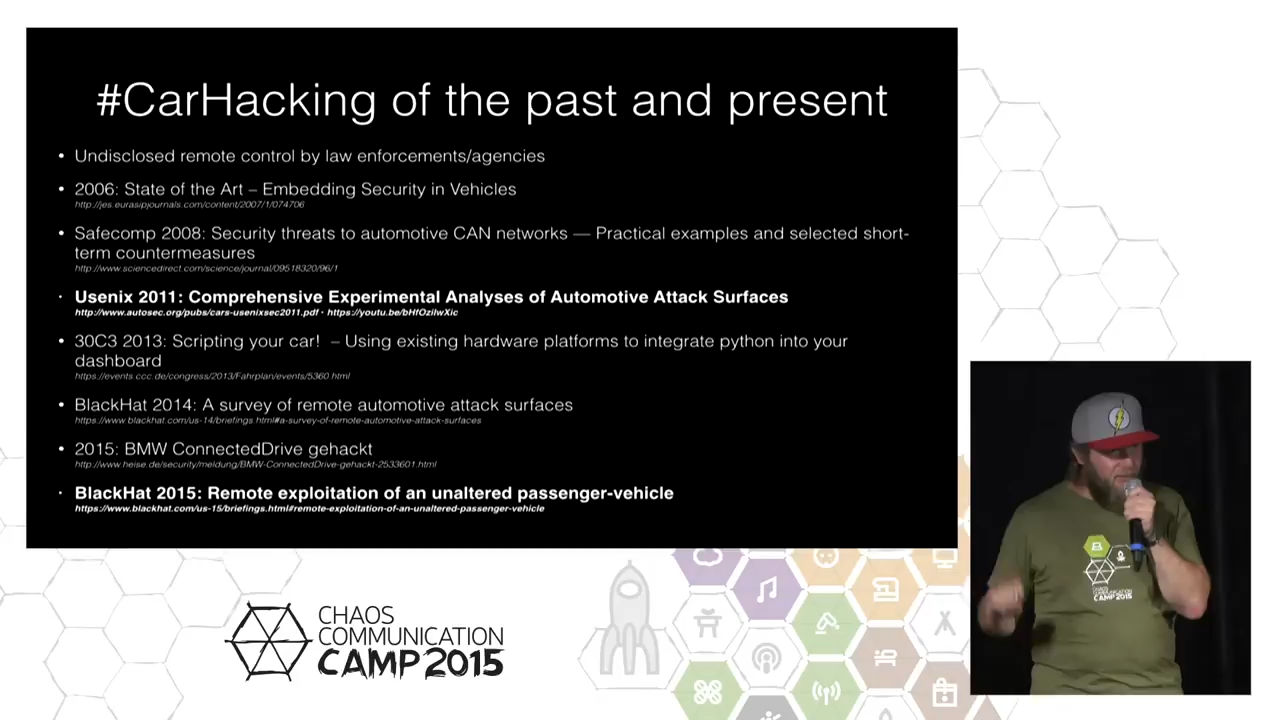 #CarHacking of the past and present
• Undisclosed remote control by law enforcements/agencies
• 2006: State of the Art – Embedding Security in Vehicles
http://jes.eurasipjournals.com/content/2007/1/074706
• Safecomp 2008: Security threats to automotive CAN networks — Practical examples and selected short-
term countermeasures
http://www.sciencedirect.com/science/journal/09518320/96/1
• Usenix 2011: Comprehensive Experimental Analyses of Automotive Attack Surfaces
http://www.autosec.org/pubs/cars-usenixsec2011.pdf · https://youtu.be/bHfOziIwXic
• 30C3 2013: Scripting your car! – Using existing hardware platforms to integrate python into your
dashboard
https://events.ccc.de/congress/2013/Fahrplan/events/5360.html
• BlackHat 2014: A survey of remote automotive attack surfaces
https://www.blackhat.com/us-14/briefings.html#a-survey-of-remote-automotive-attack-surfaces
• 2015: BMW ConnectedDrive gehackt
http://www.heise.de/security/meldung/BMW-ConnectedDrive-gehackt-2533601.html
• BlackHat 2015: Remote exploitation of an unaltered passenger-vehicle
https://www.blackhat.com/us-15/briefings.html#remote-exploitation-of-an-unaltered-passenger-vehicle
CHAOS
COMMUNICATION
CAMP 2015
CHAOS
COMMUNICATION
CAMP 2015